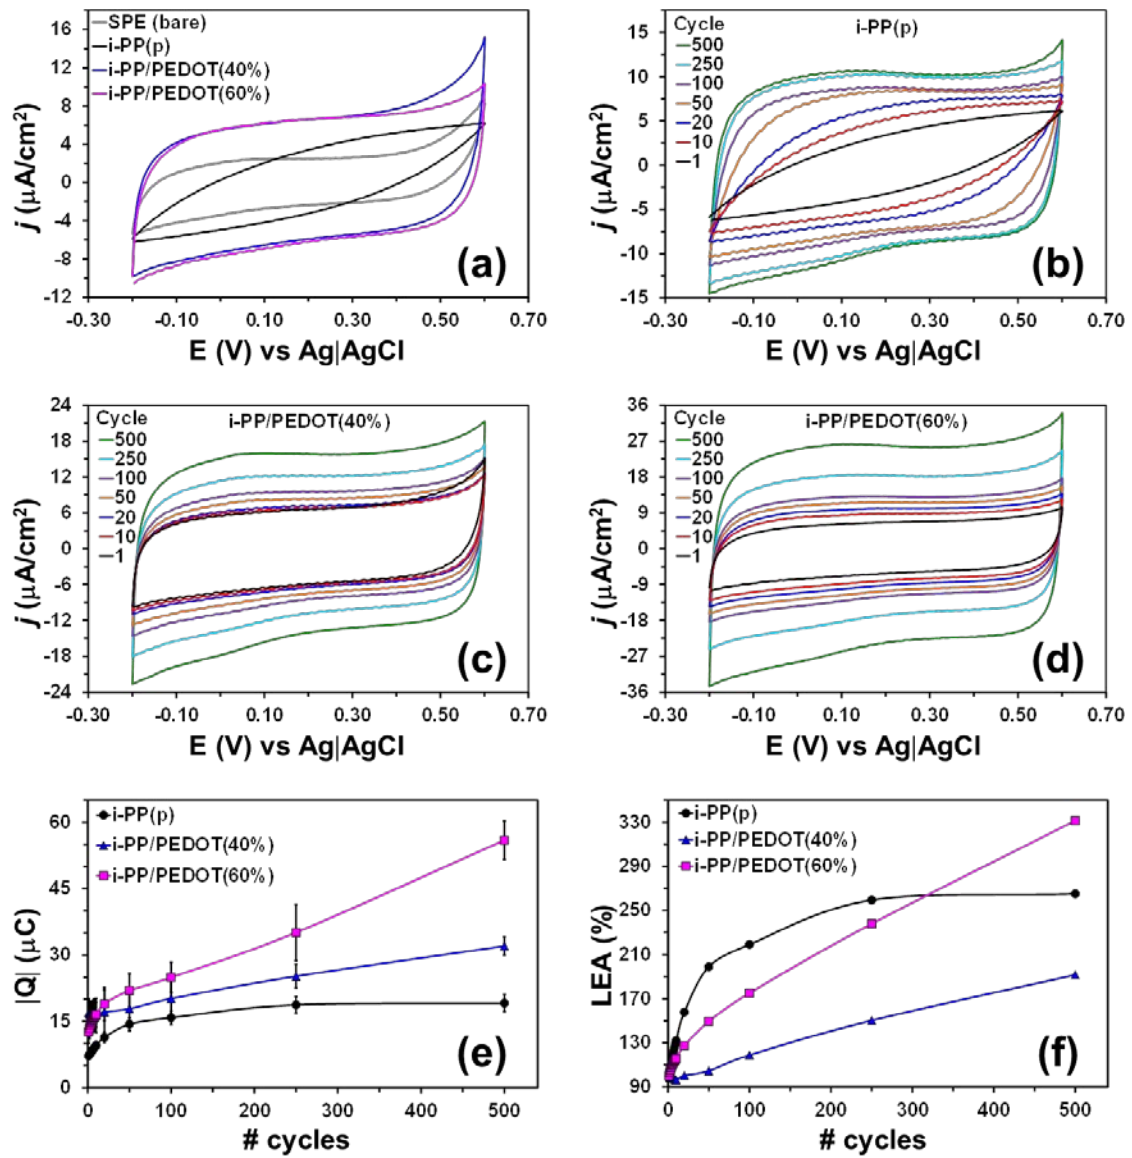 16
12
8
4
0
-4
-8
-12
j (μA/cm²)
SPE (bare)
i-PP(p)
i-PP/PEDOT(40%)
i-PP/PEDOT(60%)
(a)
-0.30 -0.10 0.10 0.30 0.50 0.70
E (V) vs Ag|AgCl
15
10
5
0
-5
-10
-15
j (μA/cm²)
Cycle
500
250
100
50
20
10
1
i-PP(p)
(b)
-0.30 -0.10 0.10 0.30 0.50 0.70
E (V) vs Ag|AgCl
24
18
12
6
0
-6
-12
-18
-24
j (μA/cm²)
Cycle
500
250
100
50
20
10
1
i-PP/PEDOT(40%)
(c)
-0.30 -0.10 0.10 0.30 0.50 0.70
E (V) vs Ag|AgCl
36
27
18
9
0
-9
-18
-27
-36
j (μA/cm²)
Cycle
500
250
100
50
20
10
1
i-PP/PEDOT(60%)
(d)
-0.30 -0.10 0.10 0.30 0.50 0.70
E (V) vs Ag|AgCl
60
45
30
15
0
|Q| (μC)
i-PP(p)
i-PP/PEDOT(40%)
i-PP/PEDOT(60%)
(e)
0 100 200 300 400 500
# cycles
330
290
250
210
170
130
90
LEA (%)
i-PP(p)
i-PP/PEDOT(40%)
i-PP/PEDOT(60%)
(f)
0 100 200 300 400 500
# cycles